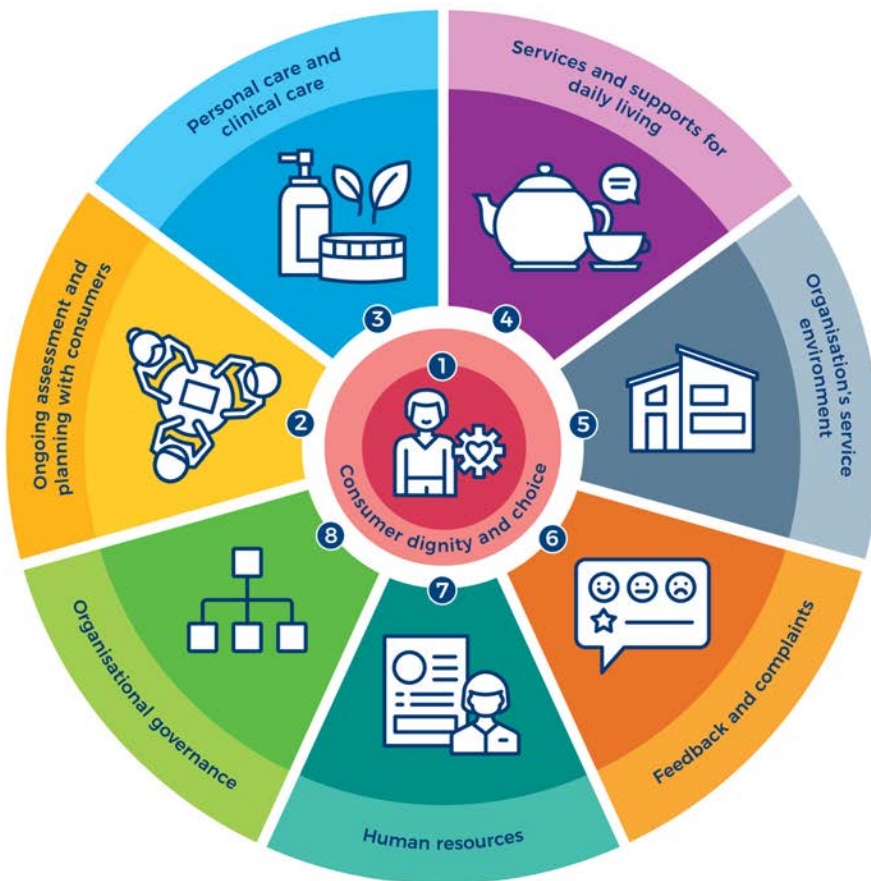 1
Consumer dignity and choice
2
Ongoing assessment and
planning with consumers
3
Personal care and
clinical care
4
Services and supports for
daily living
5
Organisation's service
environment
6
Feedback and complaints
7
Human resources
8
Organisational governance